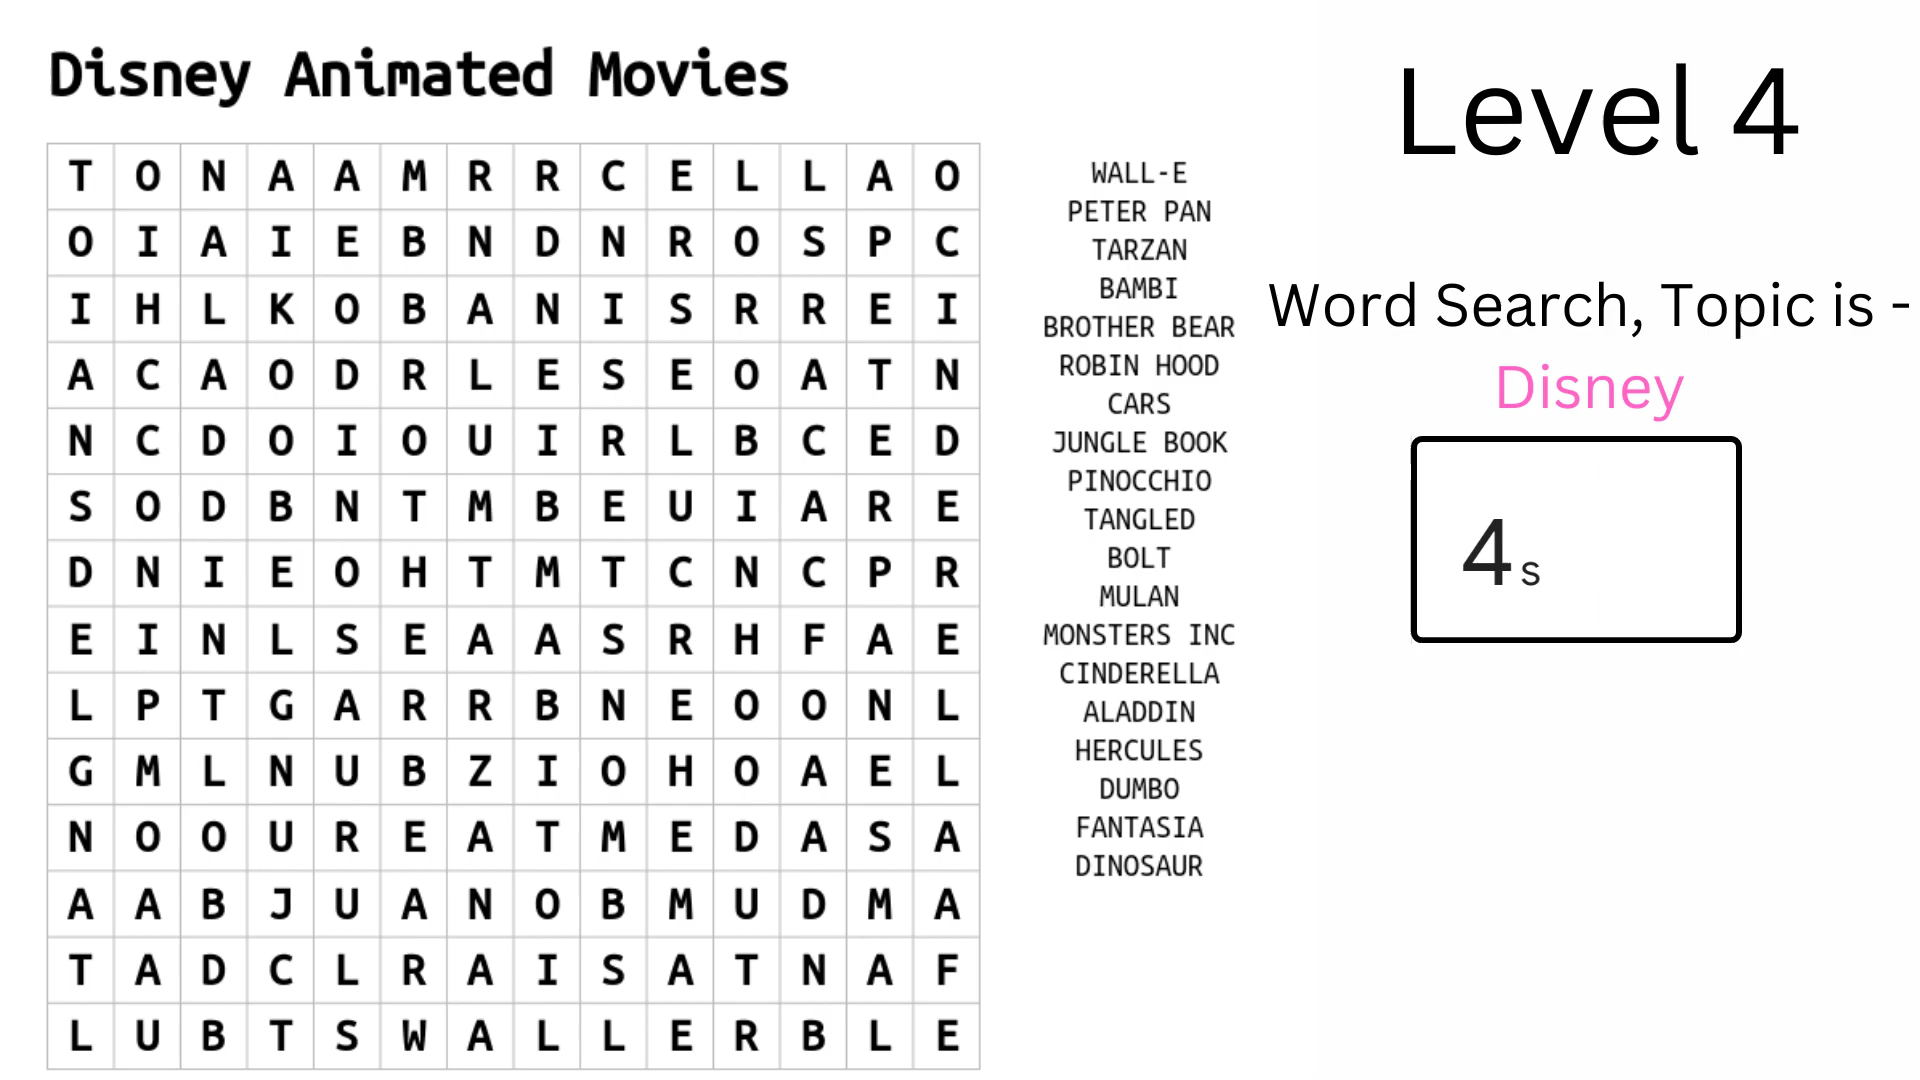 Disney Animated Movies
Level 4
T O N A A M R R C E L L A O
O I A I E B N D N R O S P C
I H L K O B A N I S R R E I
A C A O D R L E S E O A T N
N C D O I O U I R L B C E D
S O D B N T M B E U I A R E
D N I E O H T M T C N C P R
E I N L S E A A S R H F A E
L P T G A R R B N E O O N L
G M L N U B Z I O H O A E L
N O O U R E A T M E D A S A
A A B J U A N O B M U D M A
T A D C L R A I S A T N A F
L U B T S W A L L E R B L E
WALL-E
PETER PAN
TARZAN
BAMBI
BROTHER BEAR
ROBIN HOOD
CARS
JUNGLE BOOK
PINOCCHIO
TANGLED
BOLT
MULAN
MONSTERS INC
CINDERELLA
ALADDIN
HERCULES
DUMBO
FANTASIA
DINOSAUR
Word Search, Topic is -
Disney
4s